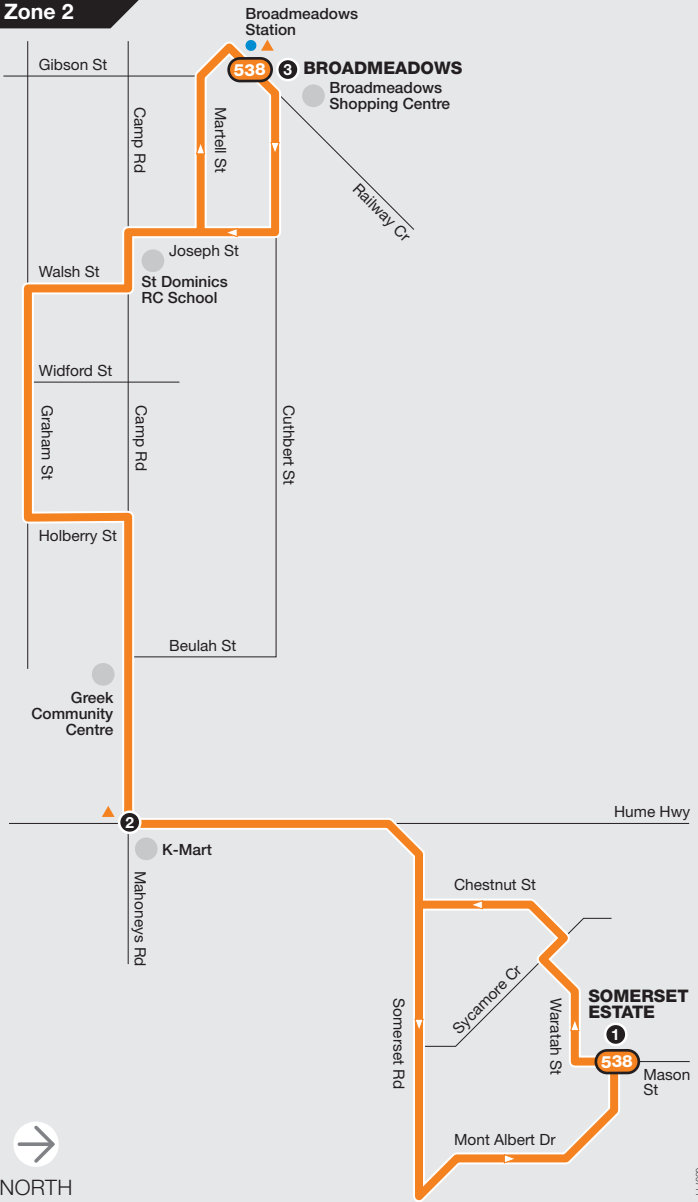 Zone 2
Broadmeadows
Station
Gibson St
538
3
BROADMEADOWS
Broadmeadows
Shopping Centre
Camp Rd
Martell St
Railway Cr
Joseph St
Walsh St
St Dominics
RC School
Widford St
Graham St
Camp Rd
Cuthbert St
Holberry St
Beulah St
Greek
Community
Centre
Hume Hwy
2
K-Mart
Mahoneys Rd
Chestnut St
Sycamore Cr
Somerset Rd
Waratah St
SOMERSET
ESTATE
1
538
Mason
St
Mont Albert Dr
NORTH